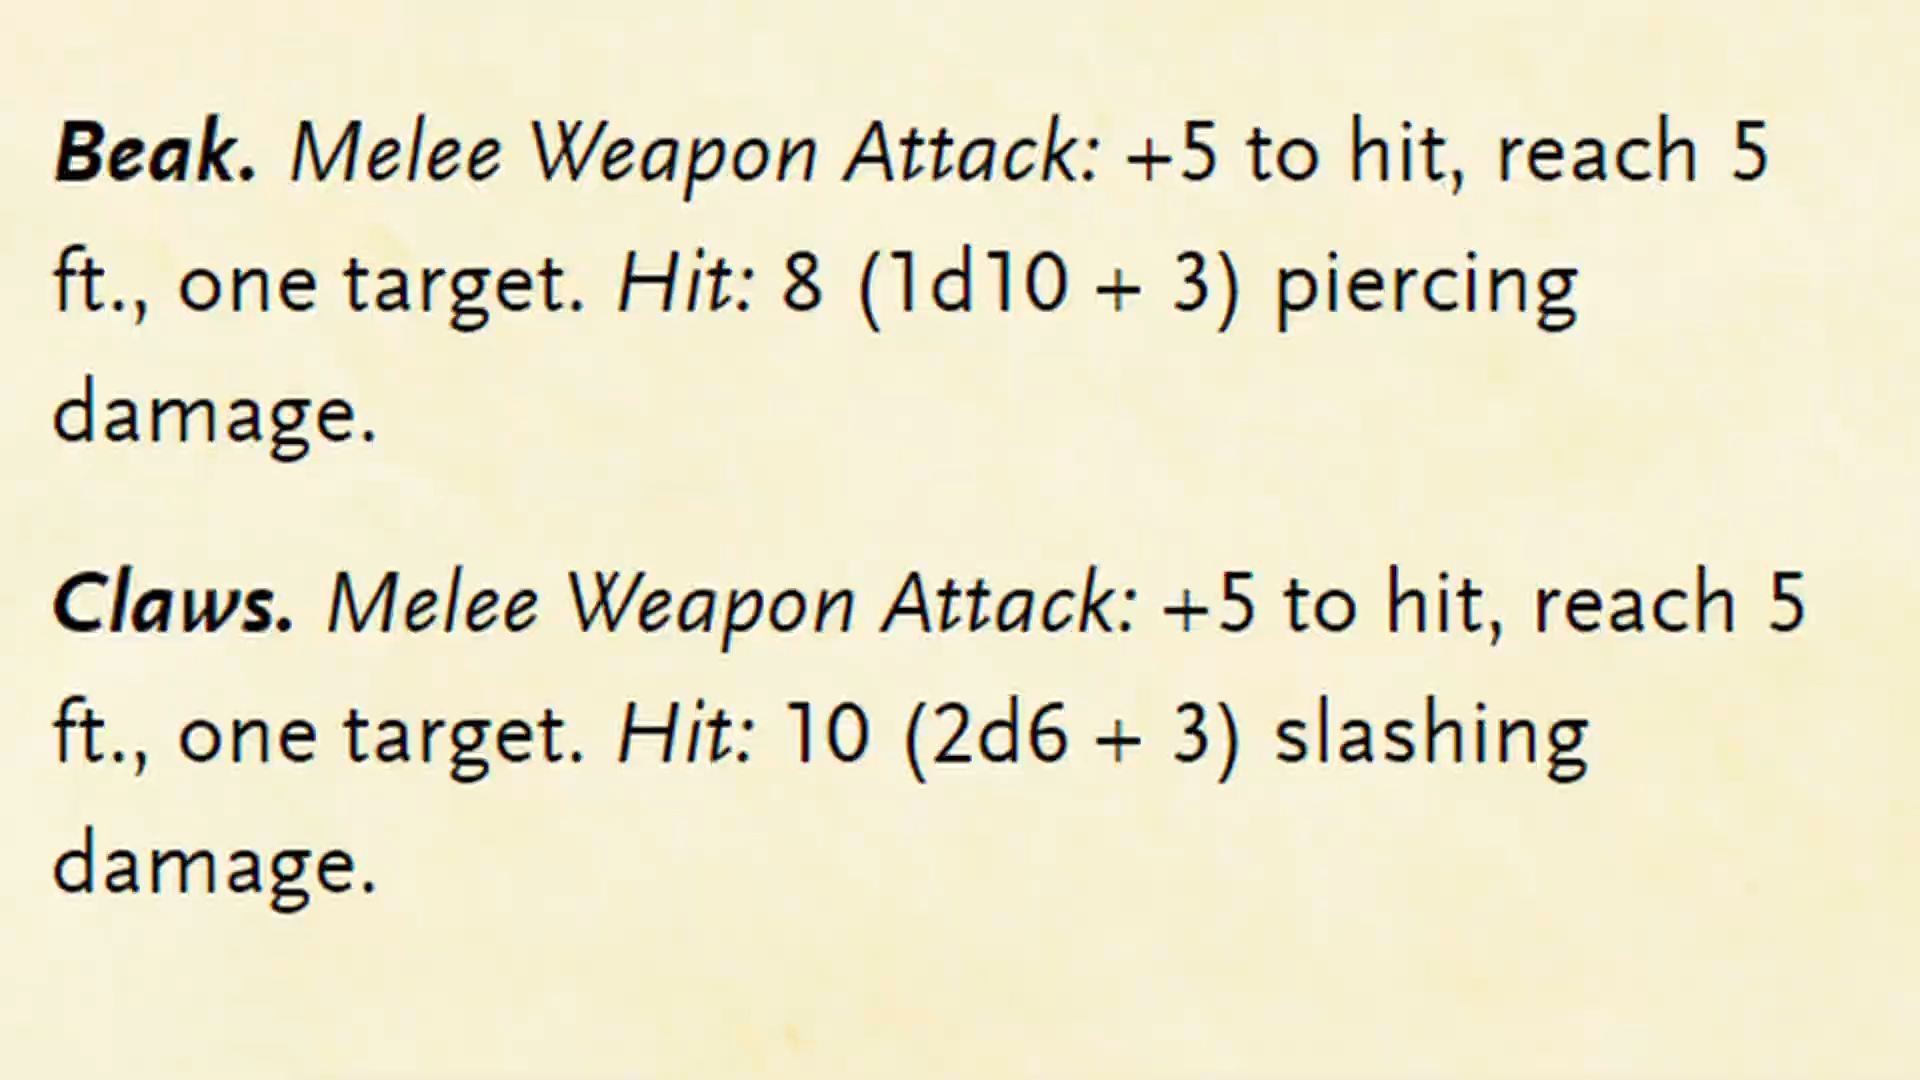 Beak. Melee Weapon Attack: +5 to hit, reach 5
ft., one target. Hit: 8 (1d10 + 3) piercing
damage.
Claws. Melee Weapon Attack: +5 to hit, reach 5
ft., one target. Hit: 10 (2d6 + 3) slashing
damage.